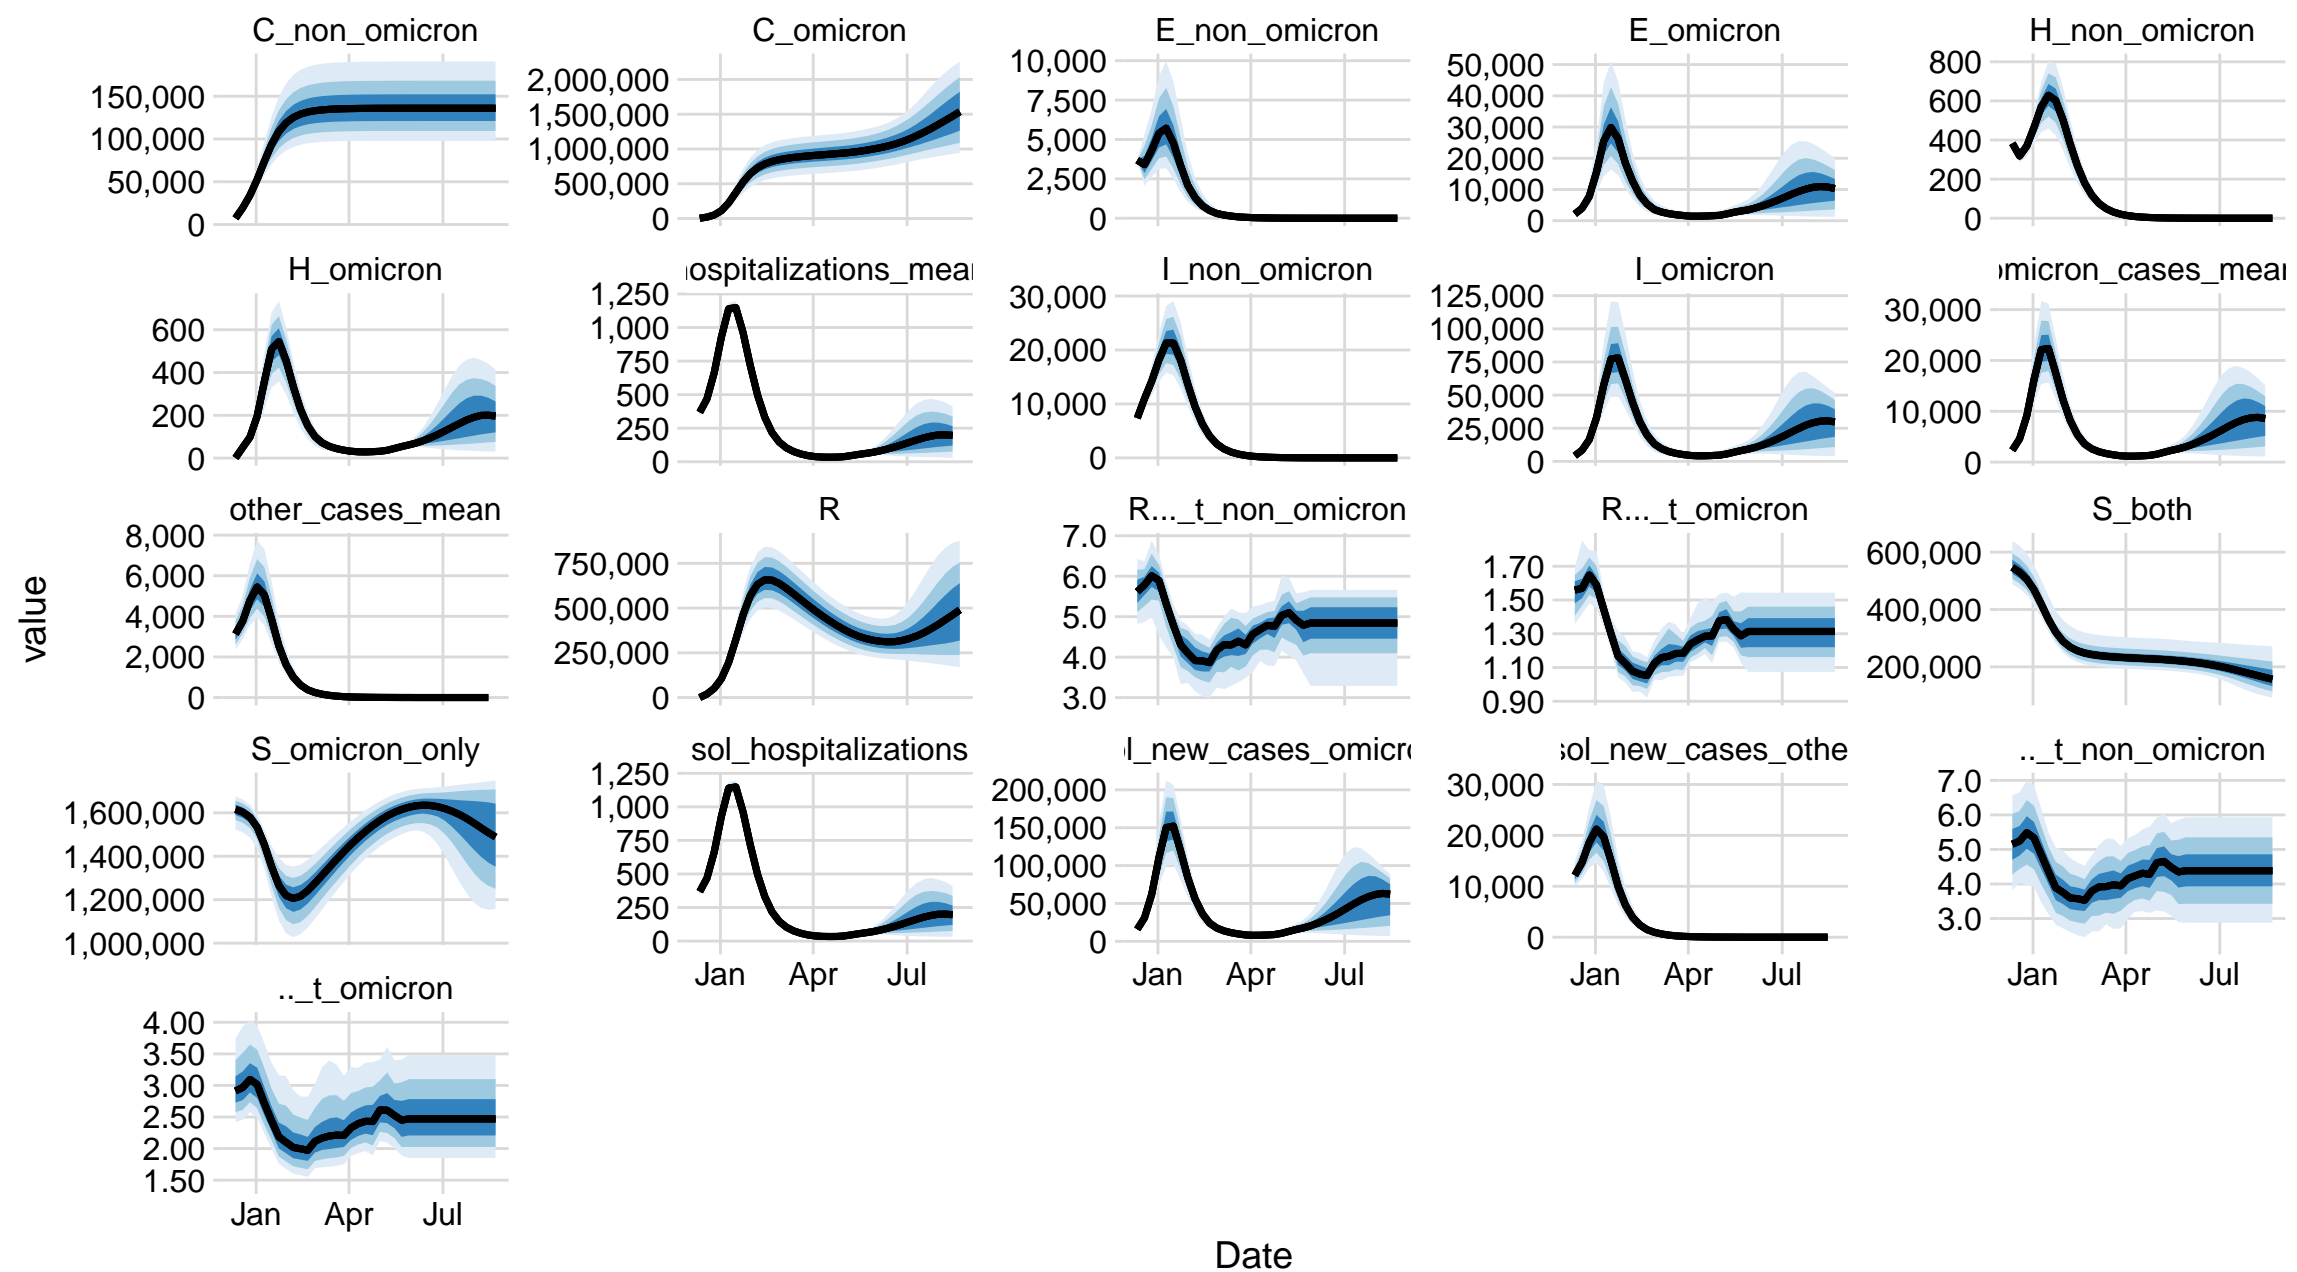 C_non_omicron C_omicron E_non_omicron E_omicron H_non_omicron
150,000 100,000 50,000 0
2,000,000 1,500,000 1,000,000 500,000 0
10,000 7,500 5,000 2,500 0
50,000 40,000 30,000 20,000 10,000 0
800 600 400 200 0
H_omicron ospitalizations_mear I_non_omicron I_omicron omicron_cases_mear
600 400 200 0
1,250 1,000 750 500 250 0
30,000 20,000 10,000 0
125,000 100,000 75,000 50,000 25,000 0
30,000 20,000 10,000 0
other_cases_mean R R..._t_non_omicron R..._t_omicron S_both
8,000 6,000 4,000 2,000 0
750,000 500,000 250,000 0
7.0 6.0 5.0 4.0 3.0
1.70 1.50 1.30 1.10 0.90
600,000 400,000 200,000
value
S_omicron_only sol_hospitalizations l_new_cases_omicro sol_new_cases_othe .._t_non_omicron
1,600,000 1,400,000 1,200,000 1,000,000
1,250 1,000 750 500 250 0
200,000 150,000 100,000 50,000 0
30,000 20,000 10,000 0
7.0 6.0 5.0 4.0 3.0
Jan Apr Jul Jan Apr Jul Jan Apr Jul Jan Apr Jul
.._t_omicron
4.00 3.50 3.00 2.50 2.00 1.50
Jan Apr Jul
Date